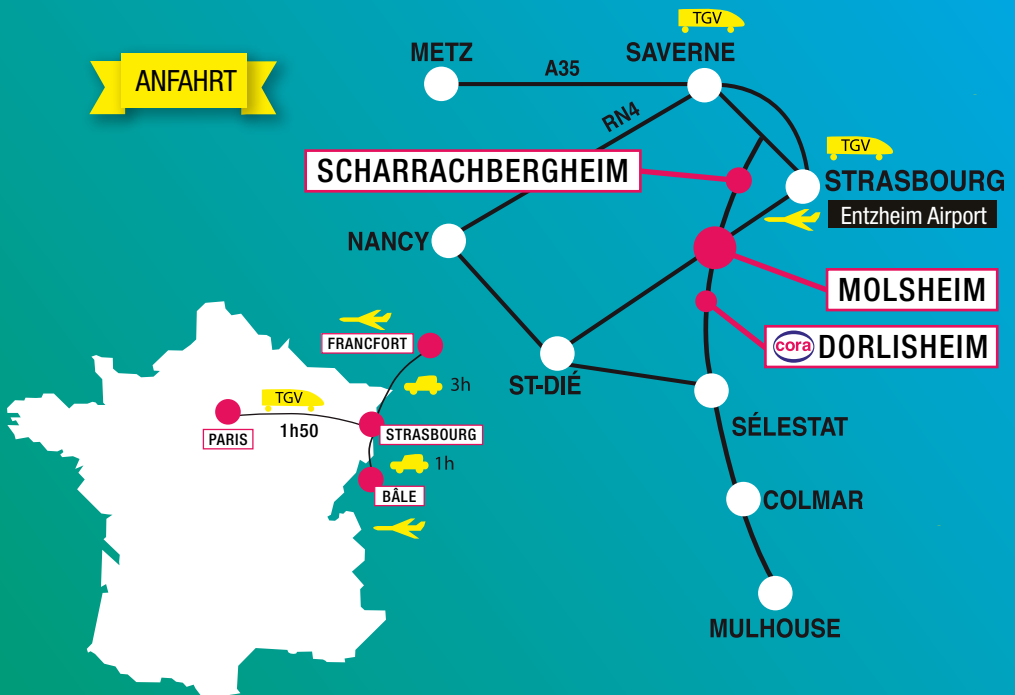 ANFAHRT
TGV
METZ
SAVERNE
A35
RN4
TGV
SCHARRACHBERGHEIM
STRASBOURG
Entzheim Airport
NANCY
MOLSHEIM
cora DORLISHEIM
ST-DIÉ
SÉLESTAT
COLMAR
MULHOUSE
FRANCFORT
3h
TGV
1h50
PARIS
STRASBOURG
1h
BÂLE